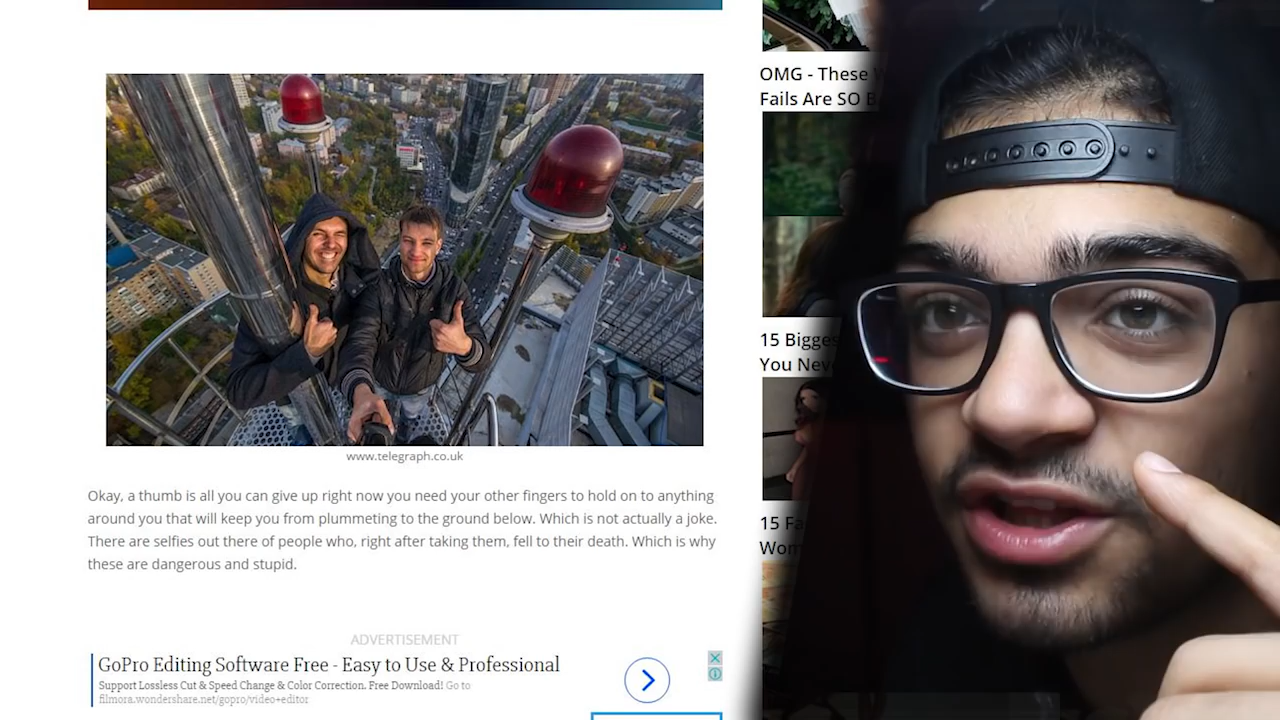 www.telegraph.co.uk
Okay, a thumb is all you can give up right now you need your other fingers to hold on to anything
around you that will keep you from plummeting to the ground below. Which is not actually a joke.
There are selfies out there of people who, right after taking them, fell to their death. Which is why
these are dangerous and stupid.
ADVERTISEMENT
GoPro Editing Software Free - Easy to Use & Professional
Support Lossless Cut & Speed Change & Color Correction. Free Download! Go to
filmora.wondershare.net/gopro/video+editor
OMG - These
Fails Are SO
15
You
15